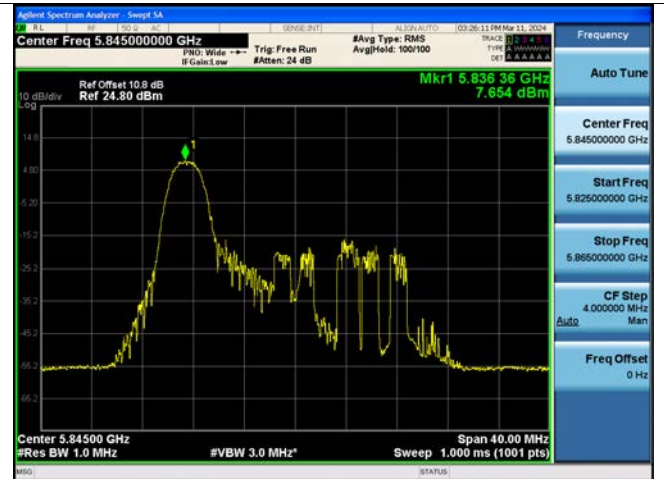 Agilent Spectrum Analyzer - Swept SA
RL RF 50 Ω AC SENSE:INT ALIGN AUTO 03:26:11 PM Mar 11, 2024
Center Freq 5.845000000 GHz
PNO: Wide
IFGain:Low
Trig: Free Run
#Atten: 24 dB
#Avg Type: RMS
Avg|Hold: 100/100
TRACE 1 2 3 4 5 6
TYPE A
DET A A A A A A
Mkr1 5.836 36 GHz
7.654 dBm
Ref Offset 10.8 dB
Ref 24.80 dBm
10 dB/div
Log
1
14.8
4.80
-5.20
-15.2
-25.2
-35.2
-45.2
-55.2
-65.2
Center 5.84500 GHz
Span 40.00 MHz
#Res BW 1.0 MHz
#VBW 3.0 MHz*
Sweep 1.000 ms (1001 pts)
MSG
STATUS
Frequency
Auto Tune
Center Freq
5.845000000 GHz
Start Freq
5.825000000 GHz
Stop Freq
5.865000000 GHz
CF Step
4.000000 MHz
Auto Man
Freq Offset
0 Hz